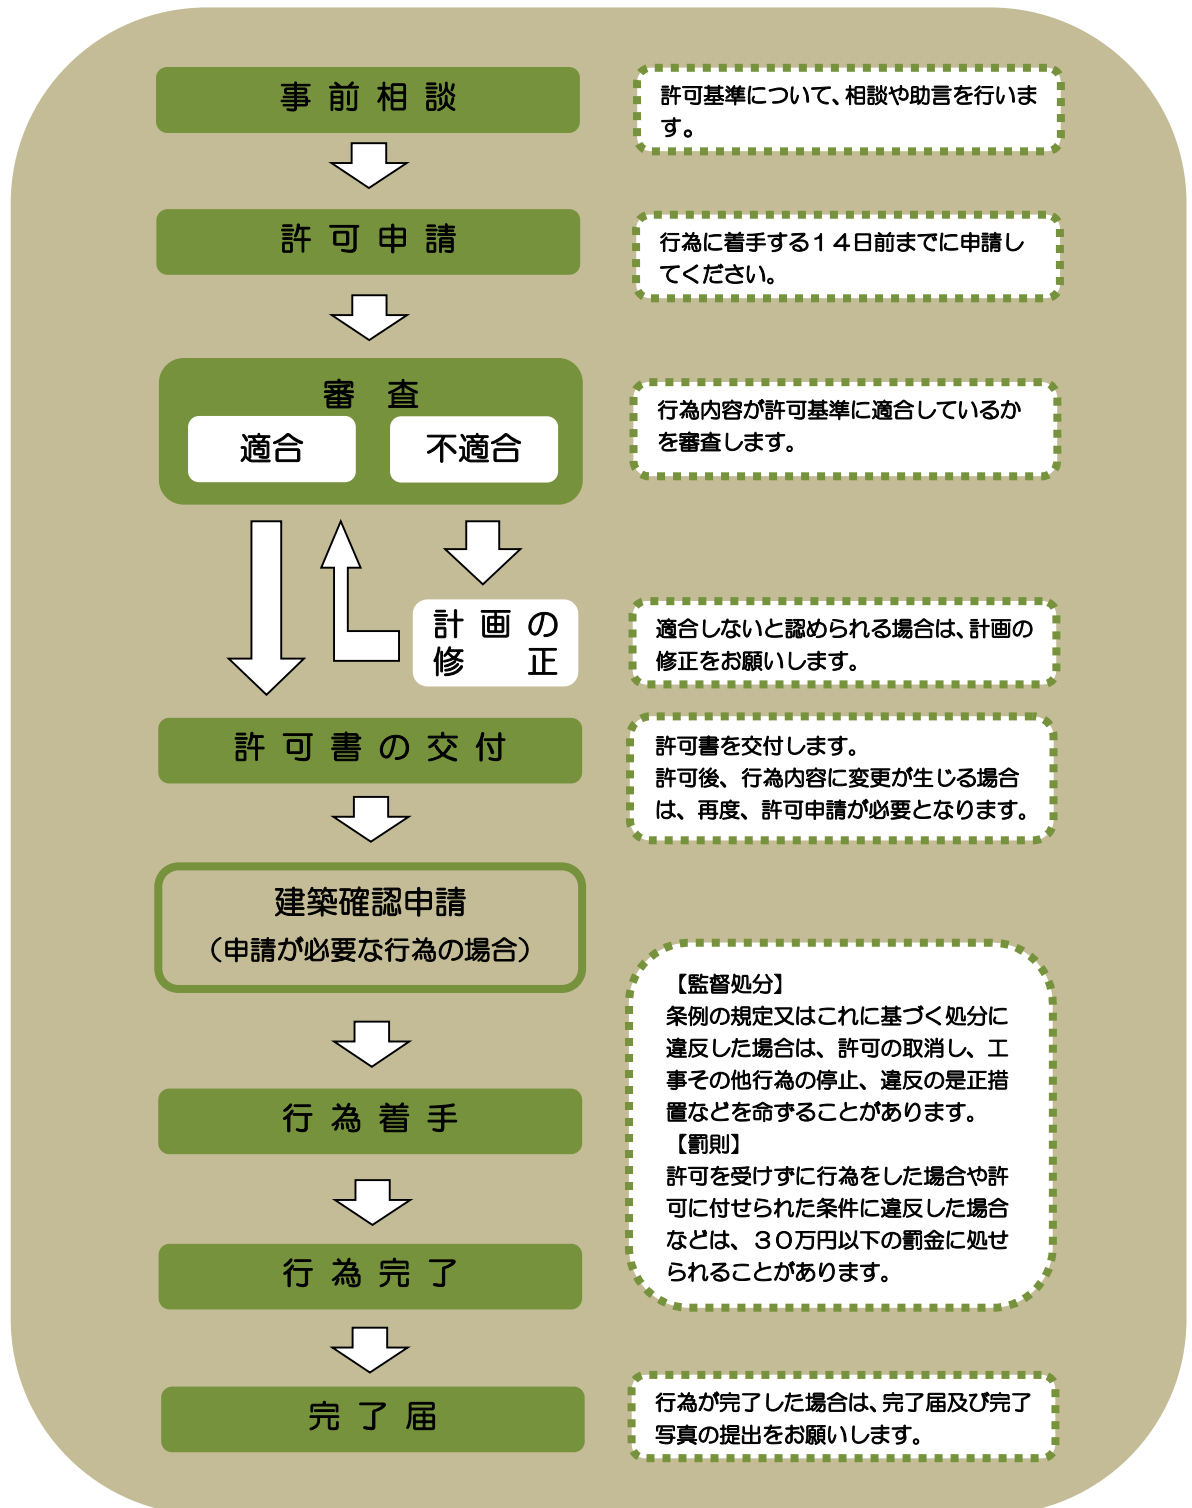 事前相談
許可基準について、相談や助言を行いま
す。
許可申請
行為に着手する１４日前までに申請し
てください。
審　査
適合
不適合
行為内容が許可基準に適合しているか
を審査します。
計画の
修　正
適合しないと認められる場合は、計画の
修正をお願いします。
許可書の交付
許可書を交付します。
許可後、行為内容に変更が生じる場合
は、再度、許可申請が必要となります。
建築確認申請
（申請が必要な行為の場合）
【監督処分】
条例の規定又はこれに基づく処分に
違反した場合は、許可の取消し、工
事その他行為の停止、違反の是正措
置などを命ずることがあります。
【罰則】
許可を受けずに行為をした場合や許
可に付せられた条件に違反した場合
などは、３０万円以下の罰金に処せ
られることがあります。
行為着手
行為完了
完了届
行為が完了した場合は、完了届及び完了
写真の提出をお願いします。